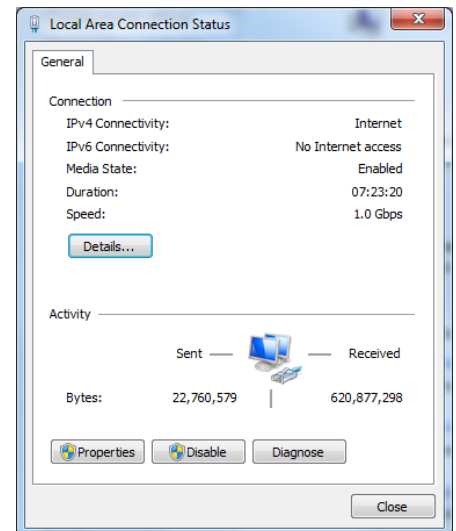 Local Area Connection Status
General
Connection
IPv4 Connectivity: Internet
IPv6 Connectivity: No Internet access
Media State: Enabled
Duration: 07:23:20
Speed: 1.0 Gbps
Details...
Activity
Sent Received
Bytes: 22,760,579 620,877,298
Properties Disable Diagnose
Close